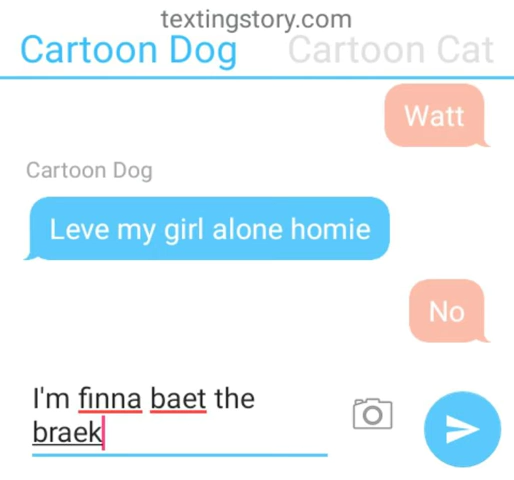 textingstory.com
Cartoon Dog Cartoon Cat
Watt
Cartoon Dog
Leve my girl alone homie
No
I'm finna baet the
braek